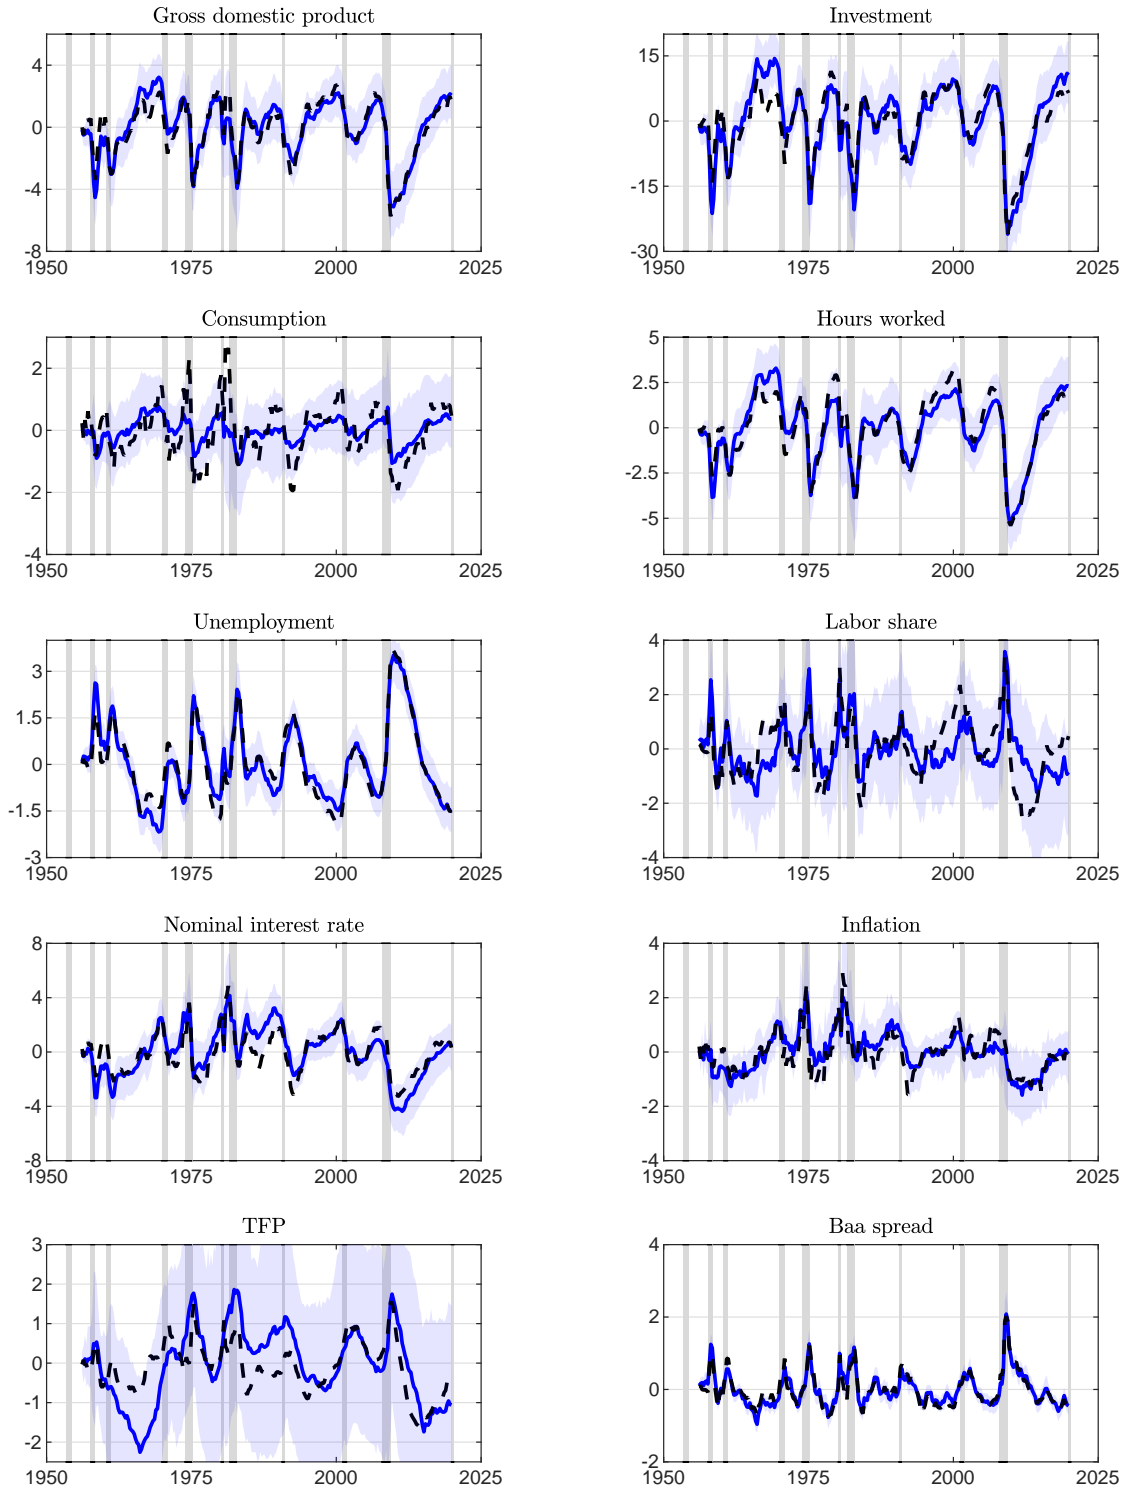 Gross domestic product
4
0
-4
-8
1950 1975 2000 2025
Investment
15
0
-15
-30
1950 1975 2000 2025
Consumption
2
0
-2
-4
1950 1975 2000 2025
Hours worked
5
2.5
0
-2.5
-5
1950 1975 2000 2025
Unemployment
3
1.5
0
-1.5
-3
1950 1975 2000 2025
Labor share
4
2
0
-2
-4
1950 1975 2000 2025
Nominal interest rate
8
4
0
-4
-8
1950 1975 2000 2025
Inflation
4
2
0
-2
-4
1950 1975 2000 2025
TFP
3
2
1
0
-1
-2
1950 1975 2000 2025
Baa spread
4
2
0
-2
1950 1975 2000 2025